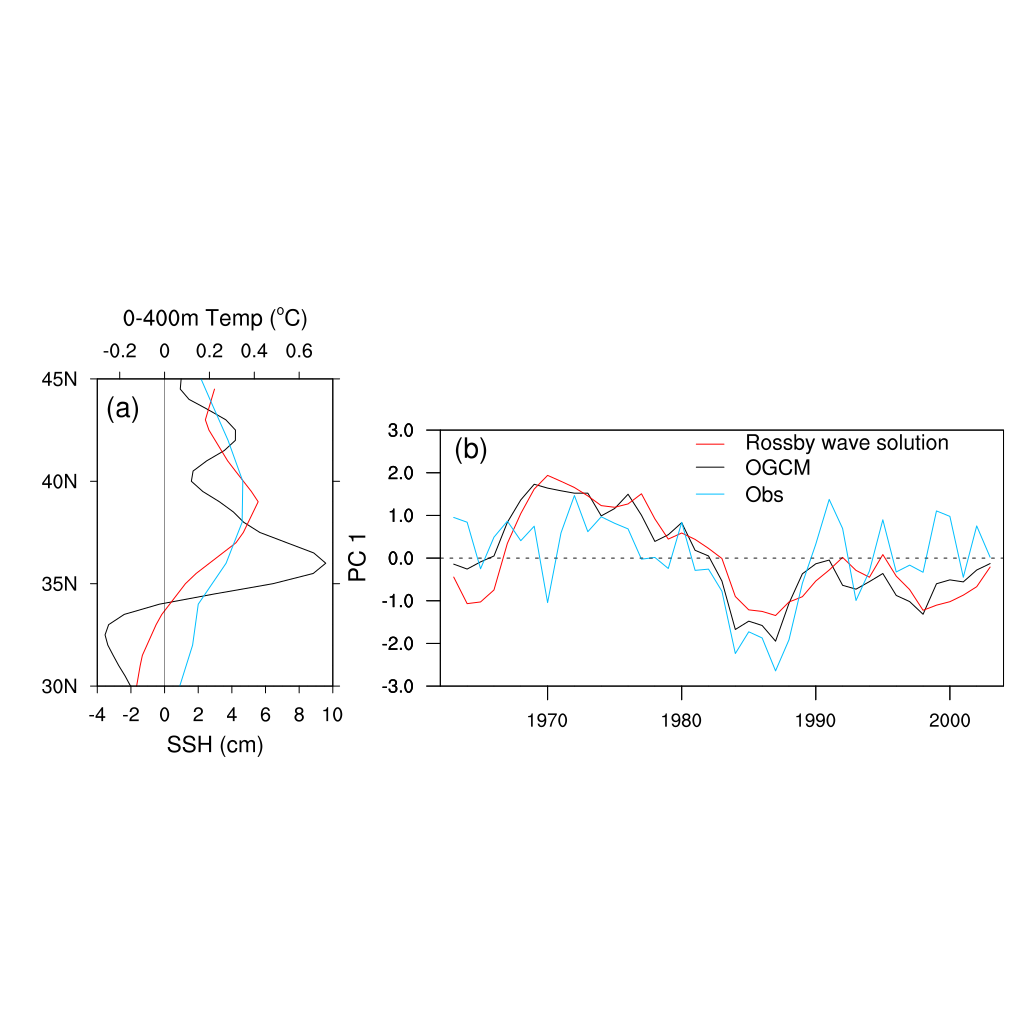 0-400m Temp (°C)
-0.2 0 0.2 0.4 0.6
45N
40N
35N
30N
(a)
-4 -2 0 2 4 6 8 10
SSH (cm)
PC 1
3.0
2.0
1.0
0.0
-1.0
-2.0
-3.0
(b)
Rossby wave solution
OGCM
Obs
1970 1980 1990 2000